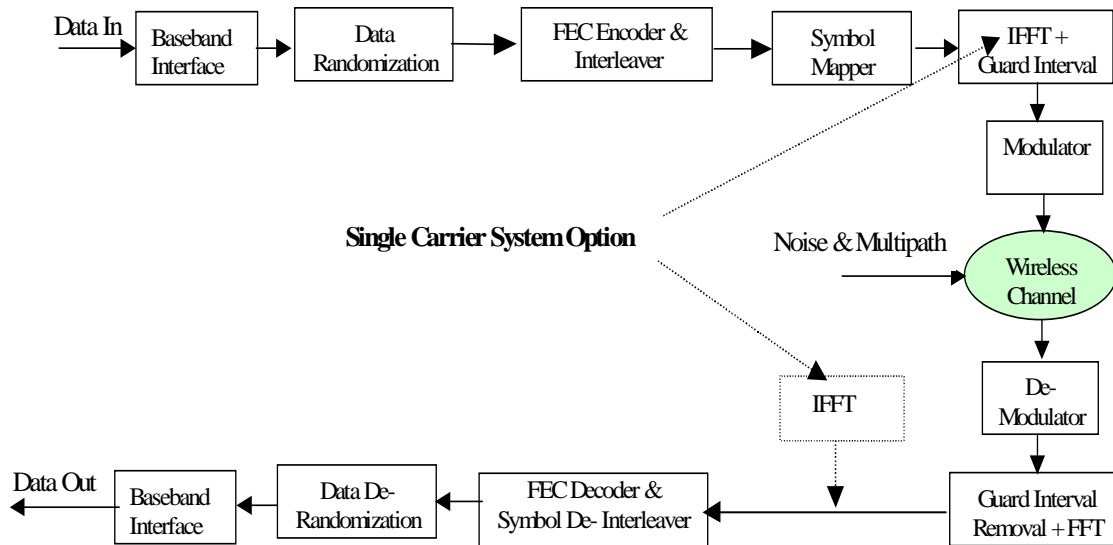 Data In
Baseband
Interface
Data
Randomization
FEC Encoder &
Interleaver
Symbol
Mapper
IFFT +
Guard Interval
Modulator
Single Carrier System Option
Noise & Multipath
Wireless
Channel
De-
Modulator
IFFT
Data Out
Baseband
Interface
Data De-
Randomization
FEC Decoder &
Symbol De- Interleaver
Guard Interval
Removal + FFT